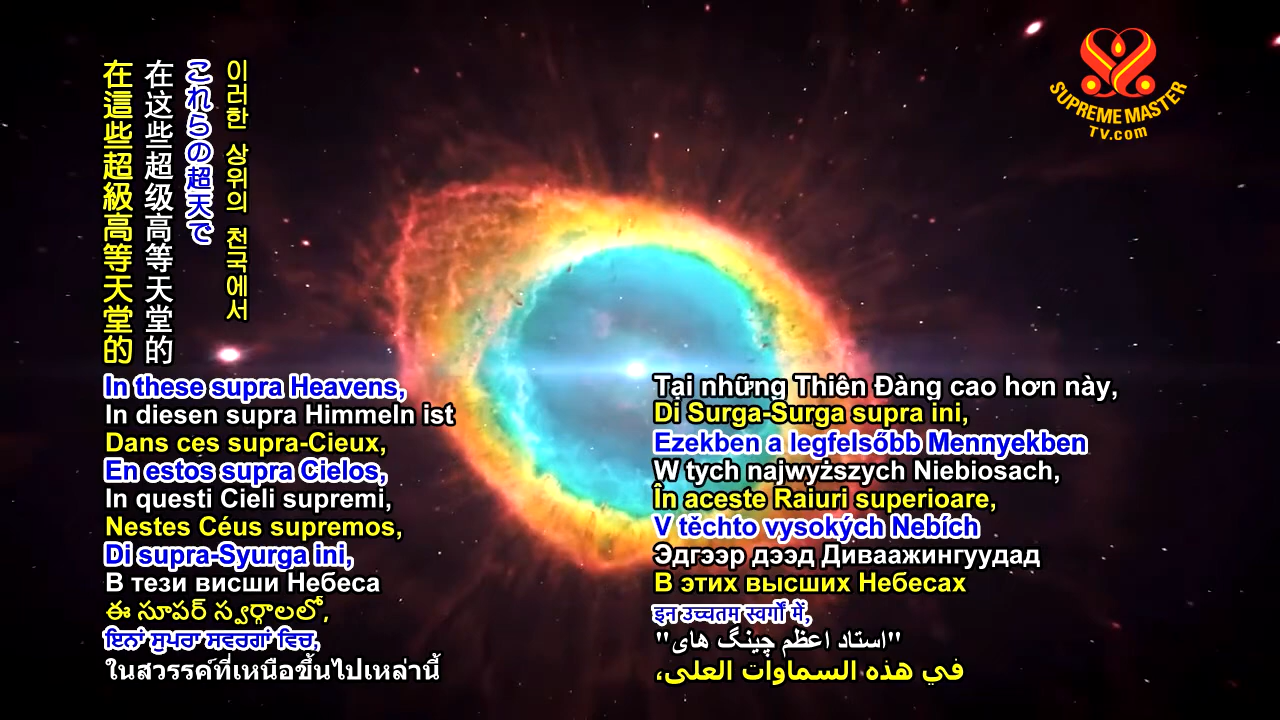 在這些超級高等天堂的
在这些超级高等天堂的
これらの超天で
이러한 상위의 천국에서
SUPREME MASTER
TV.com
In these supra Heavens,
In diesen supra Himmeln ist
Dans ces supra-Cieux,
En estos supra Cielos,
In questi Cieli supremi,
Nestes Céus supremos,
Di supra-Syurga ini,
В тези висши Небеса
ఈ సూపర్ స్వర్గాలలో,
ਇਨਾਂ ਸੁਪਰਾ ਸਵਰਗਾਂ ਵਿਚ,
ในสวรรค์ที่เหนือขึ้นไปเหล่านี้
Tại những Thiên Đàng cao hơn này,
Di Surga-Surga supra ini,
Ezekben a legfelsőbb Mennyekben
W tych najwyższych Niebiosach,
În aceste Raiuri superioare,
V těchto vysokých Nebích
Эдгээр дээд Диваажингуудад
В этих высших Небесах
इन उच्चतम स्वर्गों में,
"استاد اعظم چینگ های"
في هذه السماوات العلى،